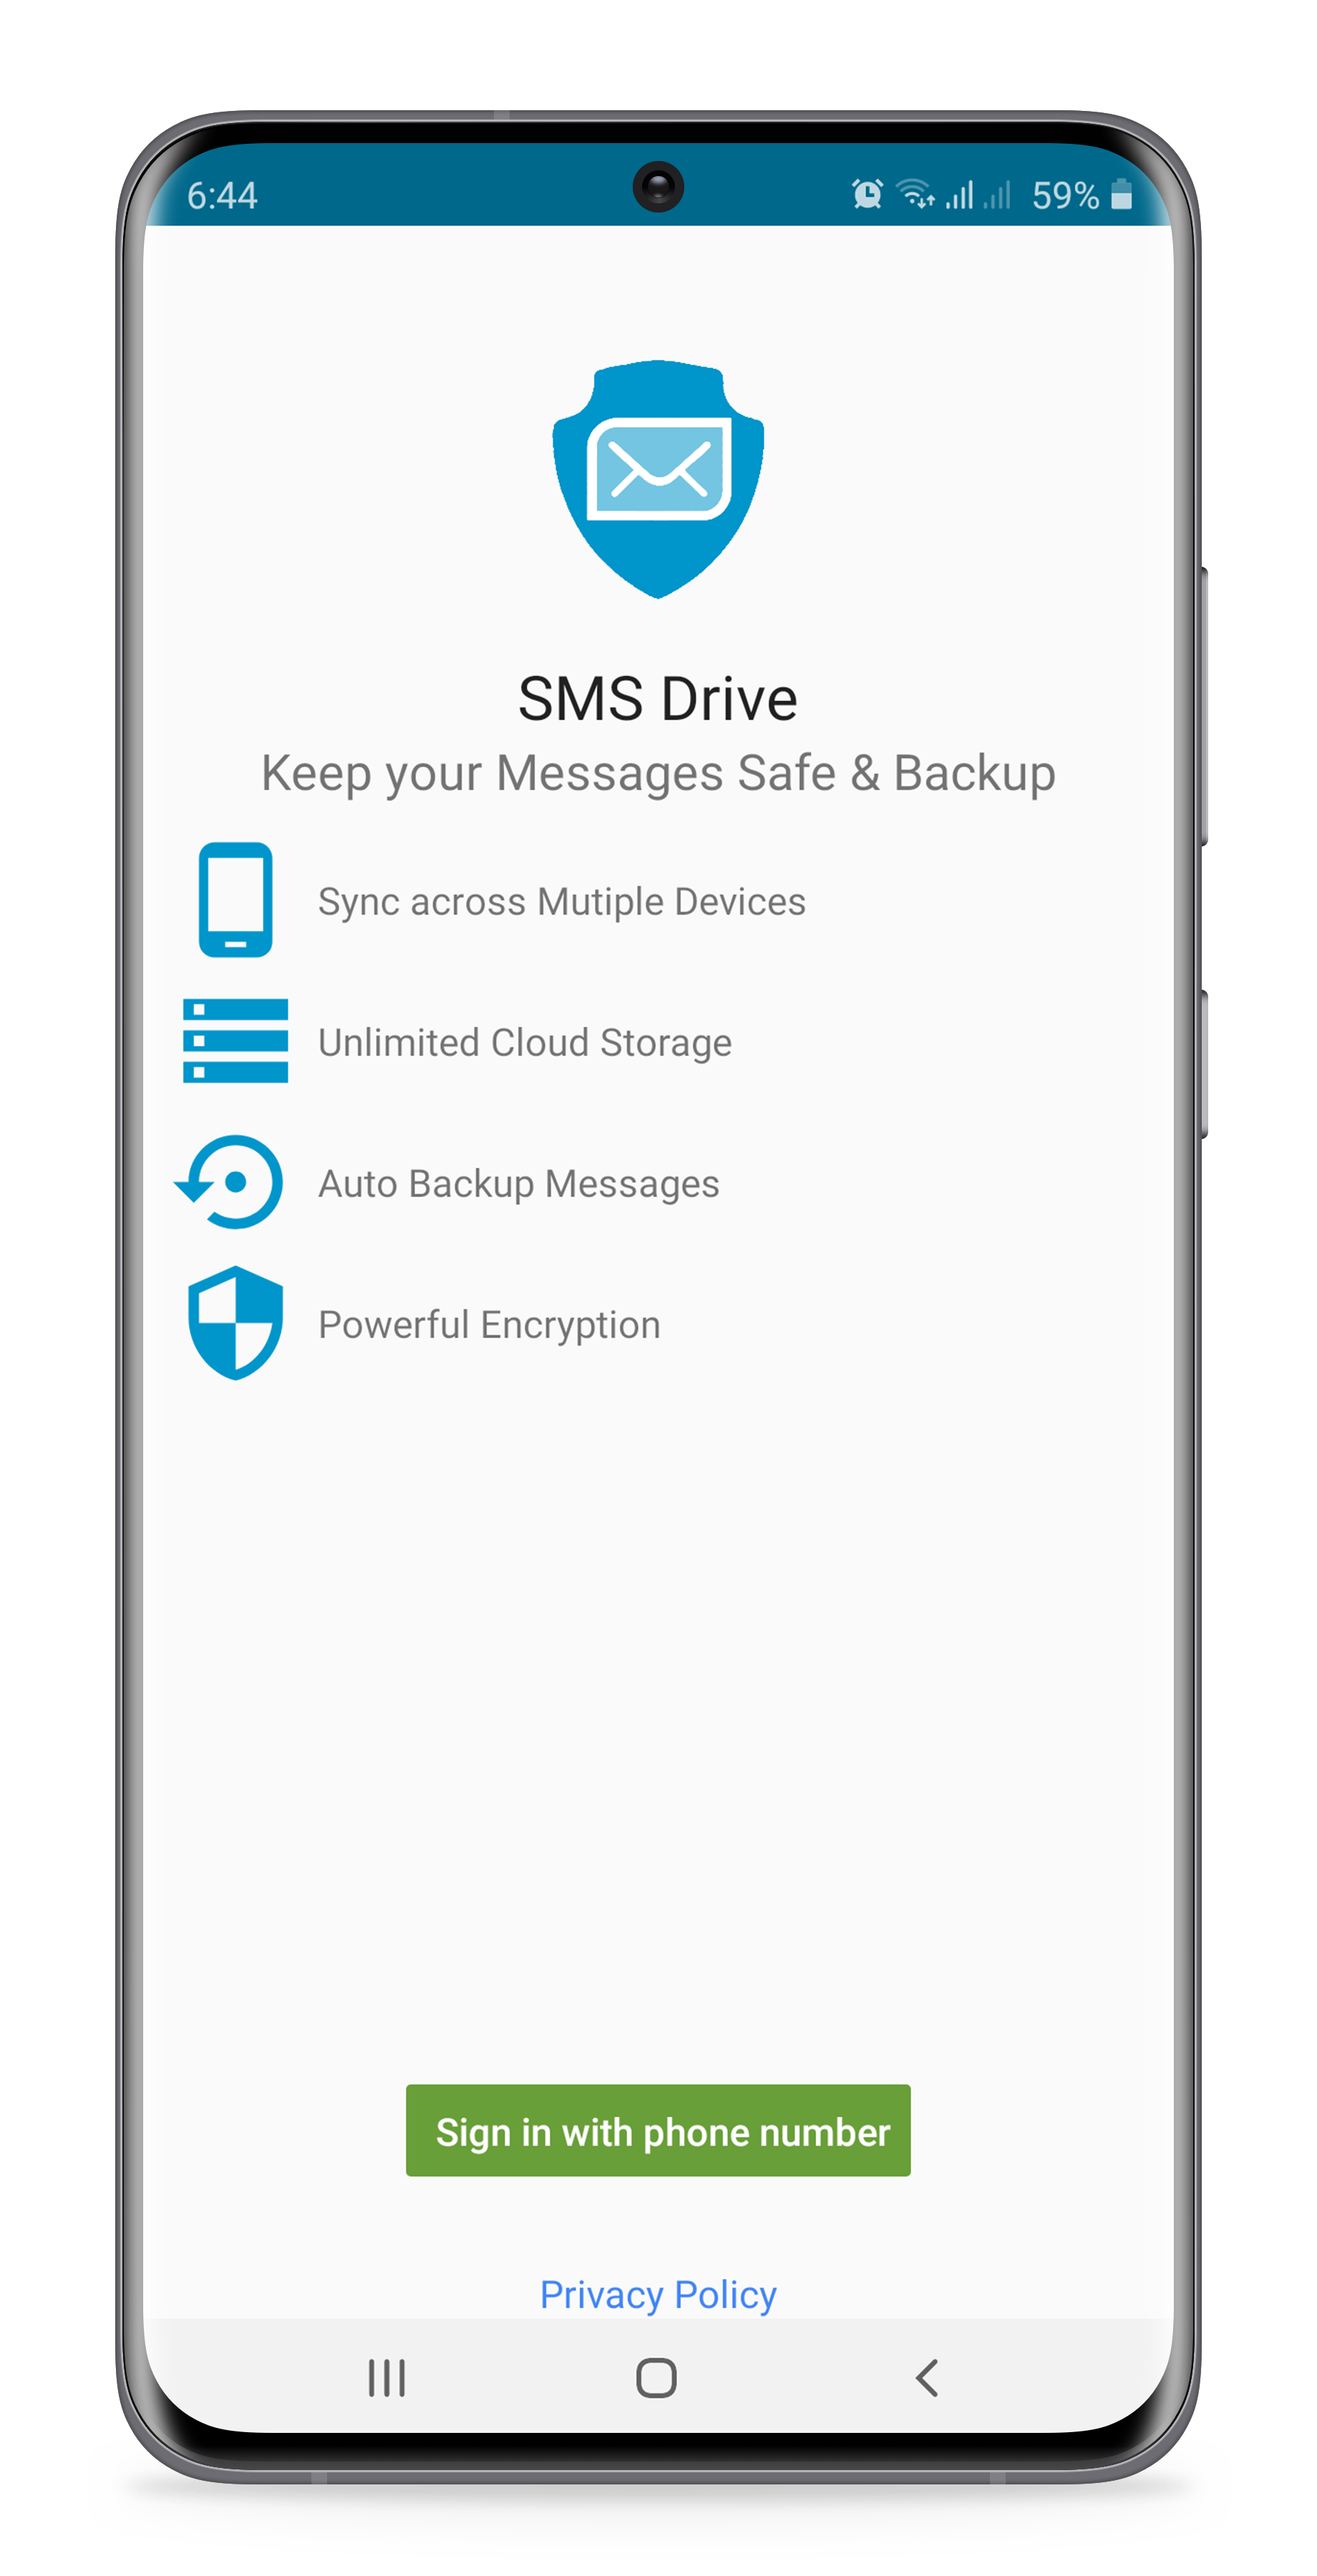 6:44
59%
SMS Drive
Keep your Messages Safe & Backup
Sync across Mutiple Devices
Unlimited Cloud Storage
Auto Backup Messages
Powerful Encryption
Sign in with phone number
Privacy Policy